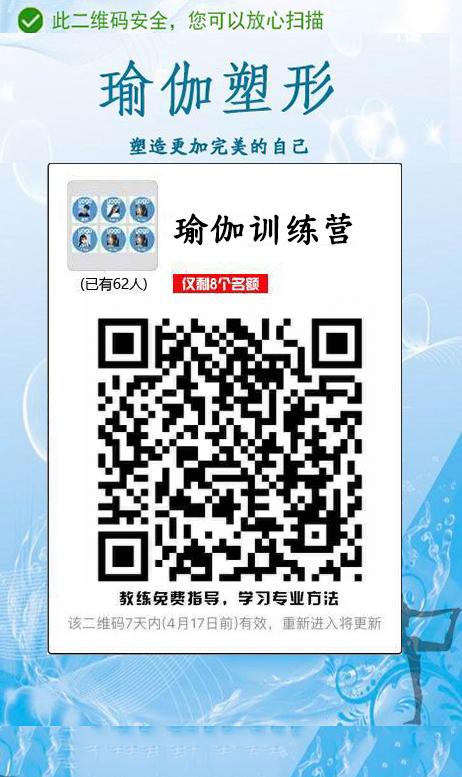 此二维码安全，您可以放心扫描
瑜伽塑形
塑造更加完美的自己
瑜伽训练营
(已有62人)
仅剩8个名额
教练免费指导，学习专业方法
该二维码7天内(4月17日前)有效，重新进入将更新